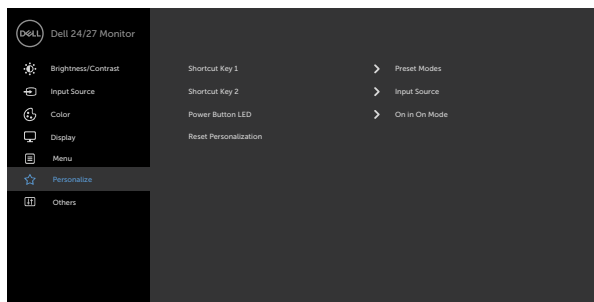 DELL Dell 24/27 Monitor
Brightness/Contrast Shortcut Key 1 Preset Modes
Input Source Shortcut Key 2 Input Source
Color Power Button LED On in On Mode
Display Reset Personalization
Menu
Personalize
Others